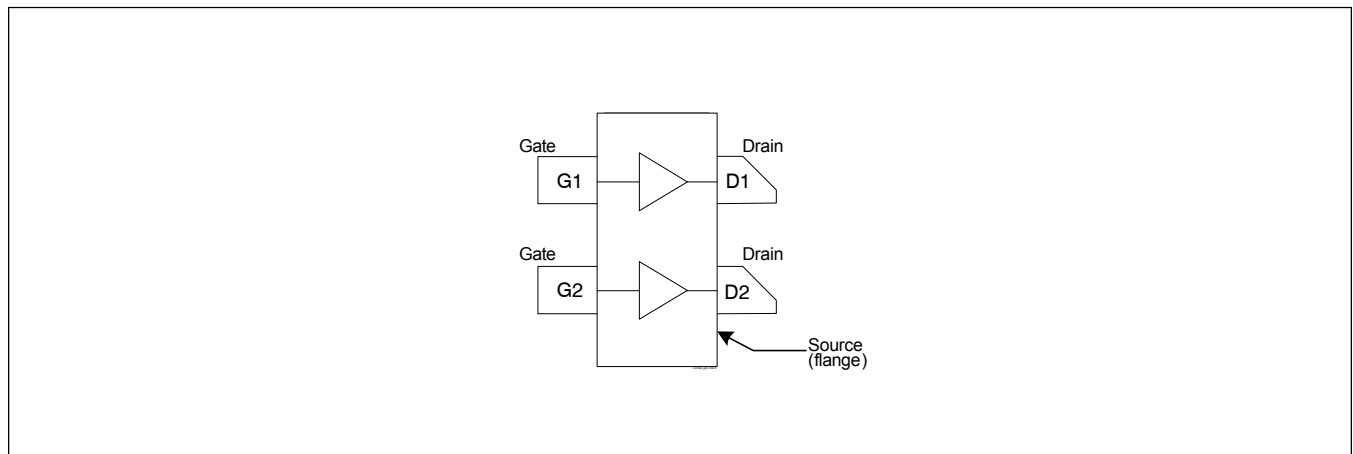 Gate
Drain
G1
D1
Gate
Drain
G2
D2
Source
(flange)